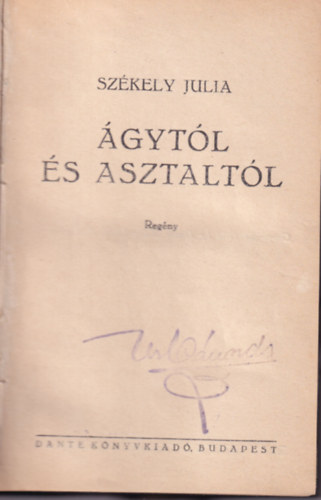 SZÉKELY JULIA
ÁGYTÓL
ÉS ASZTALTÓL
Regény
DANTE KÖNYVKIADÓ, BUDAPEST